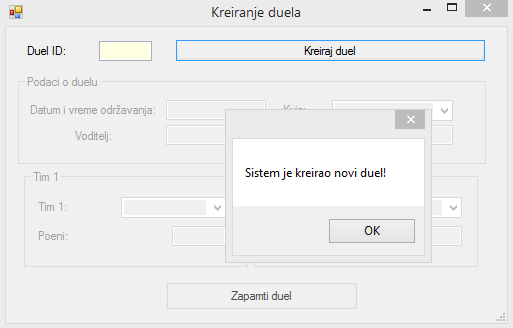 Kreiranje duela
Duel ID:
Kreiraj duel
Podaci o duelu
Datum i vreme održavanja:
Voditelj:
Sistem je kreirao novi duel!
OK
Tim 1
Tim 1:
Poeni:
Zapamti duel